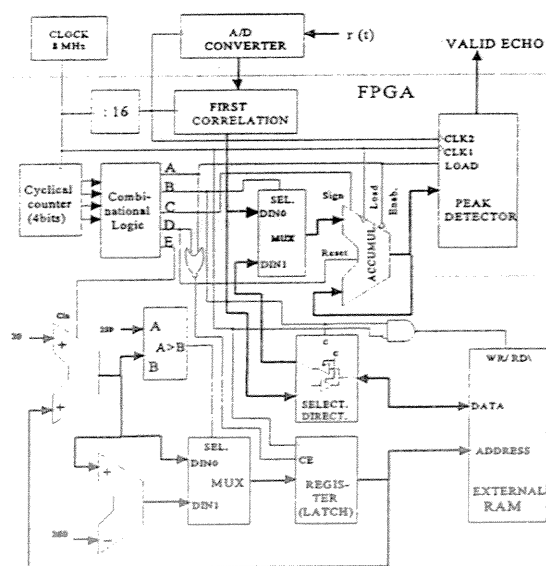 CLOCK
8 MHz
A/D
CONVERTER
r (t)
VALID ECHO
FPGA
: 16
FIRST
CORRELATION
CLK2
CLK1
LOAD
PEAK
DETECTOR
Cyclical
counter
(4bits)
Combi-
national
Logic
A
B
C
D
E
SEL.
DIN0
MUX
DIN1
Sign
Load
Enab.
Reset
ACCUMUL.
A
A>B
B
+
+
C
C
SELECT.
DIRECT.
WR/ RD\
DATA
ADDRESS
EXTERNAL
RAM
SEL.
DIN0
MUX
DIN1
CE
REGIS-
TER
(LATCH)
+
-